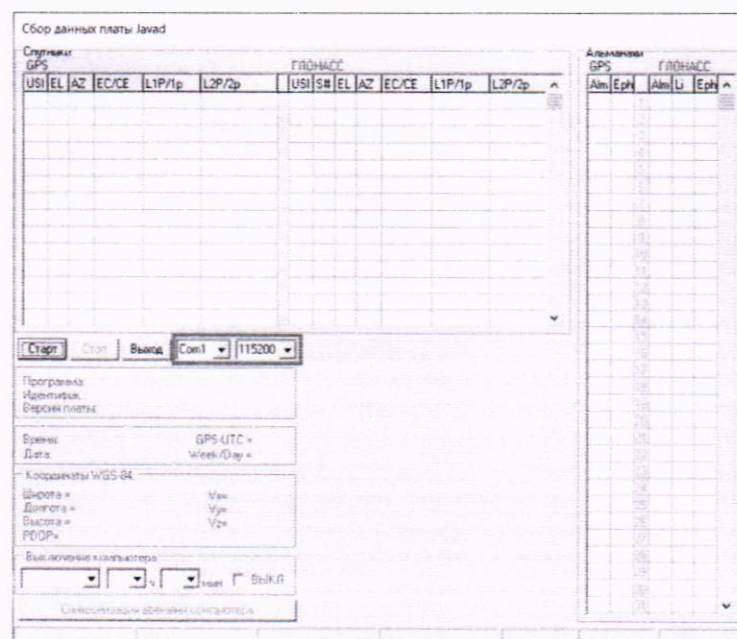 Сбор данных платы Javad
Спутники
GPS ГЛОНАСС
USI EL AZ EC/CE L1P/1p L2P/2p USI S# EL AZ EC/CE L1P/1p L2P/2p
Альманахи
GPS ГЛОНАСС
Alm Eph Alm Li Eph
Старт Стоп Выход Com1 115200
Программа:
Идентифик.
Версия платы:
Время: GPS-UTC =
Дата: Week/Day =
Координаты WGS-84
Широта = Vx=
Долгота = Vy=
Высота = Vz=
PDOP=
Выключение компьютера
ч мин ВЫКЛ
Синхронизация времени компьютера